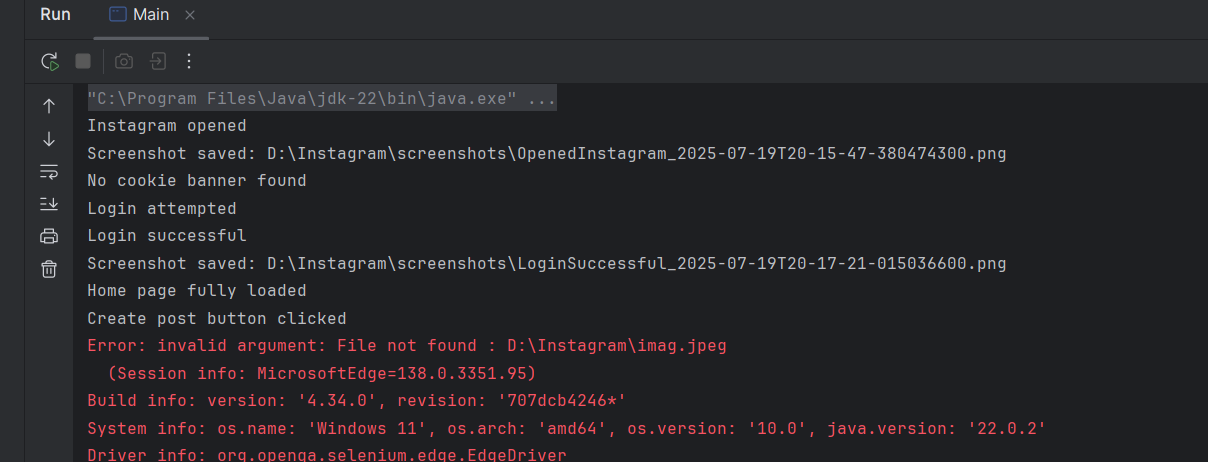 Run Main
"C:\Program Files\Java\jdk-22\bin\java.exe" ...
Instagram opened
Screenshot saved: D:\Instagram\screenshots\OpenedInstagram_2025-07-19T20-15-47-380474300.png
No cookie banner found
Login attempted
Login successful
Screenshot saved: D:\Instagram\screenshots\LoginSuccessful_2025-07-19T20-17-21-015036600.png
Home page fully loaded
Create post button clicked
Error: invalid argument: File not found : D:\Instagram\imag.jpeg
(Session info: MicrosoftEdge=138.0.3351.95)
Build info: version: '4.34.0', revision: '707dcb4246*'
System info: os.name: 'Windows 11', os.arch: 'amd64', os.version: '10.0', java.version: '22.0.2'
Driver info: org.openqa.selenium.edge.EdgeDriver